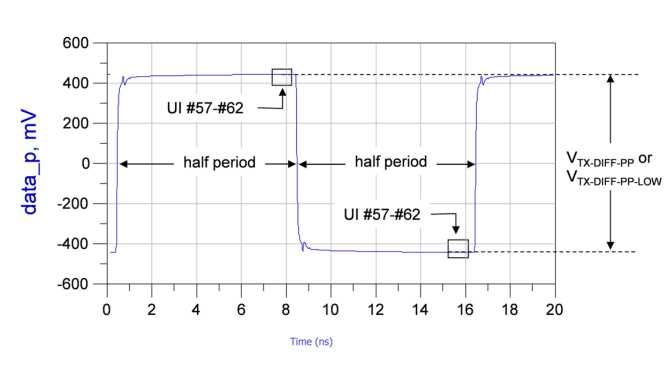 600
400
200
0
-200
-400
-600
data_p, mV
UI #57-#62
half period
half period
UI #57-#62
V_TX-DIFF-PP or
V_TX-DIFF-PP-LOW
0 2 4 6 8 10 12 14 16 18 20
Time (ns)